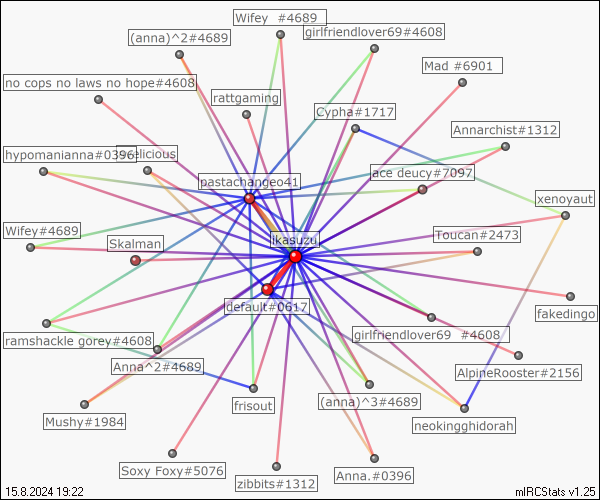 Wifey  #4689
(anna)^2#4689
girlfriendlover69#4608
Mad #6901
no cops no laws no hope#4608
rattgaming
Cypha#1717
Annarchist#1312
hypomanianna#0396
elicious
ace deucy#7097
pastachangeo41
xenoyaut
Wifey#4689
Skalman
Ikasuzu
Toucan#2473
default#0617
fakedingo
ramshackle gorey#4608
girlfriendlover69  #4608
Anna^2#4689
AlpineRooster#2156
Mushy#1984
frisout
(anna)^3#4689
neokingghidorah
Soxy Foxy#5076
zibbits#1312
Anna.#0396
15.8.2024 19:22
mIRCStats v1.25